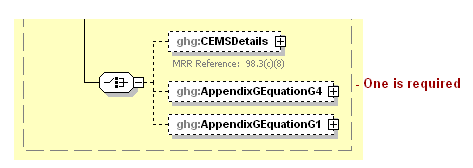 ghg:CEMSDetails
MRR Reference: 98.3(c)(8)
One is required
ghg:AppendixGEquationG4
ghg:AppendixGEquationG1